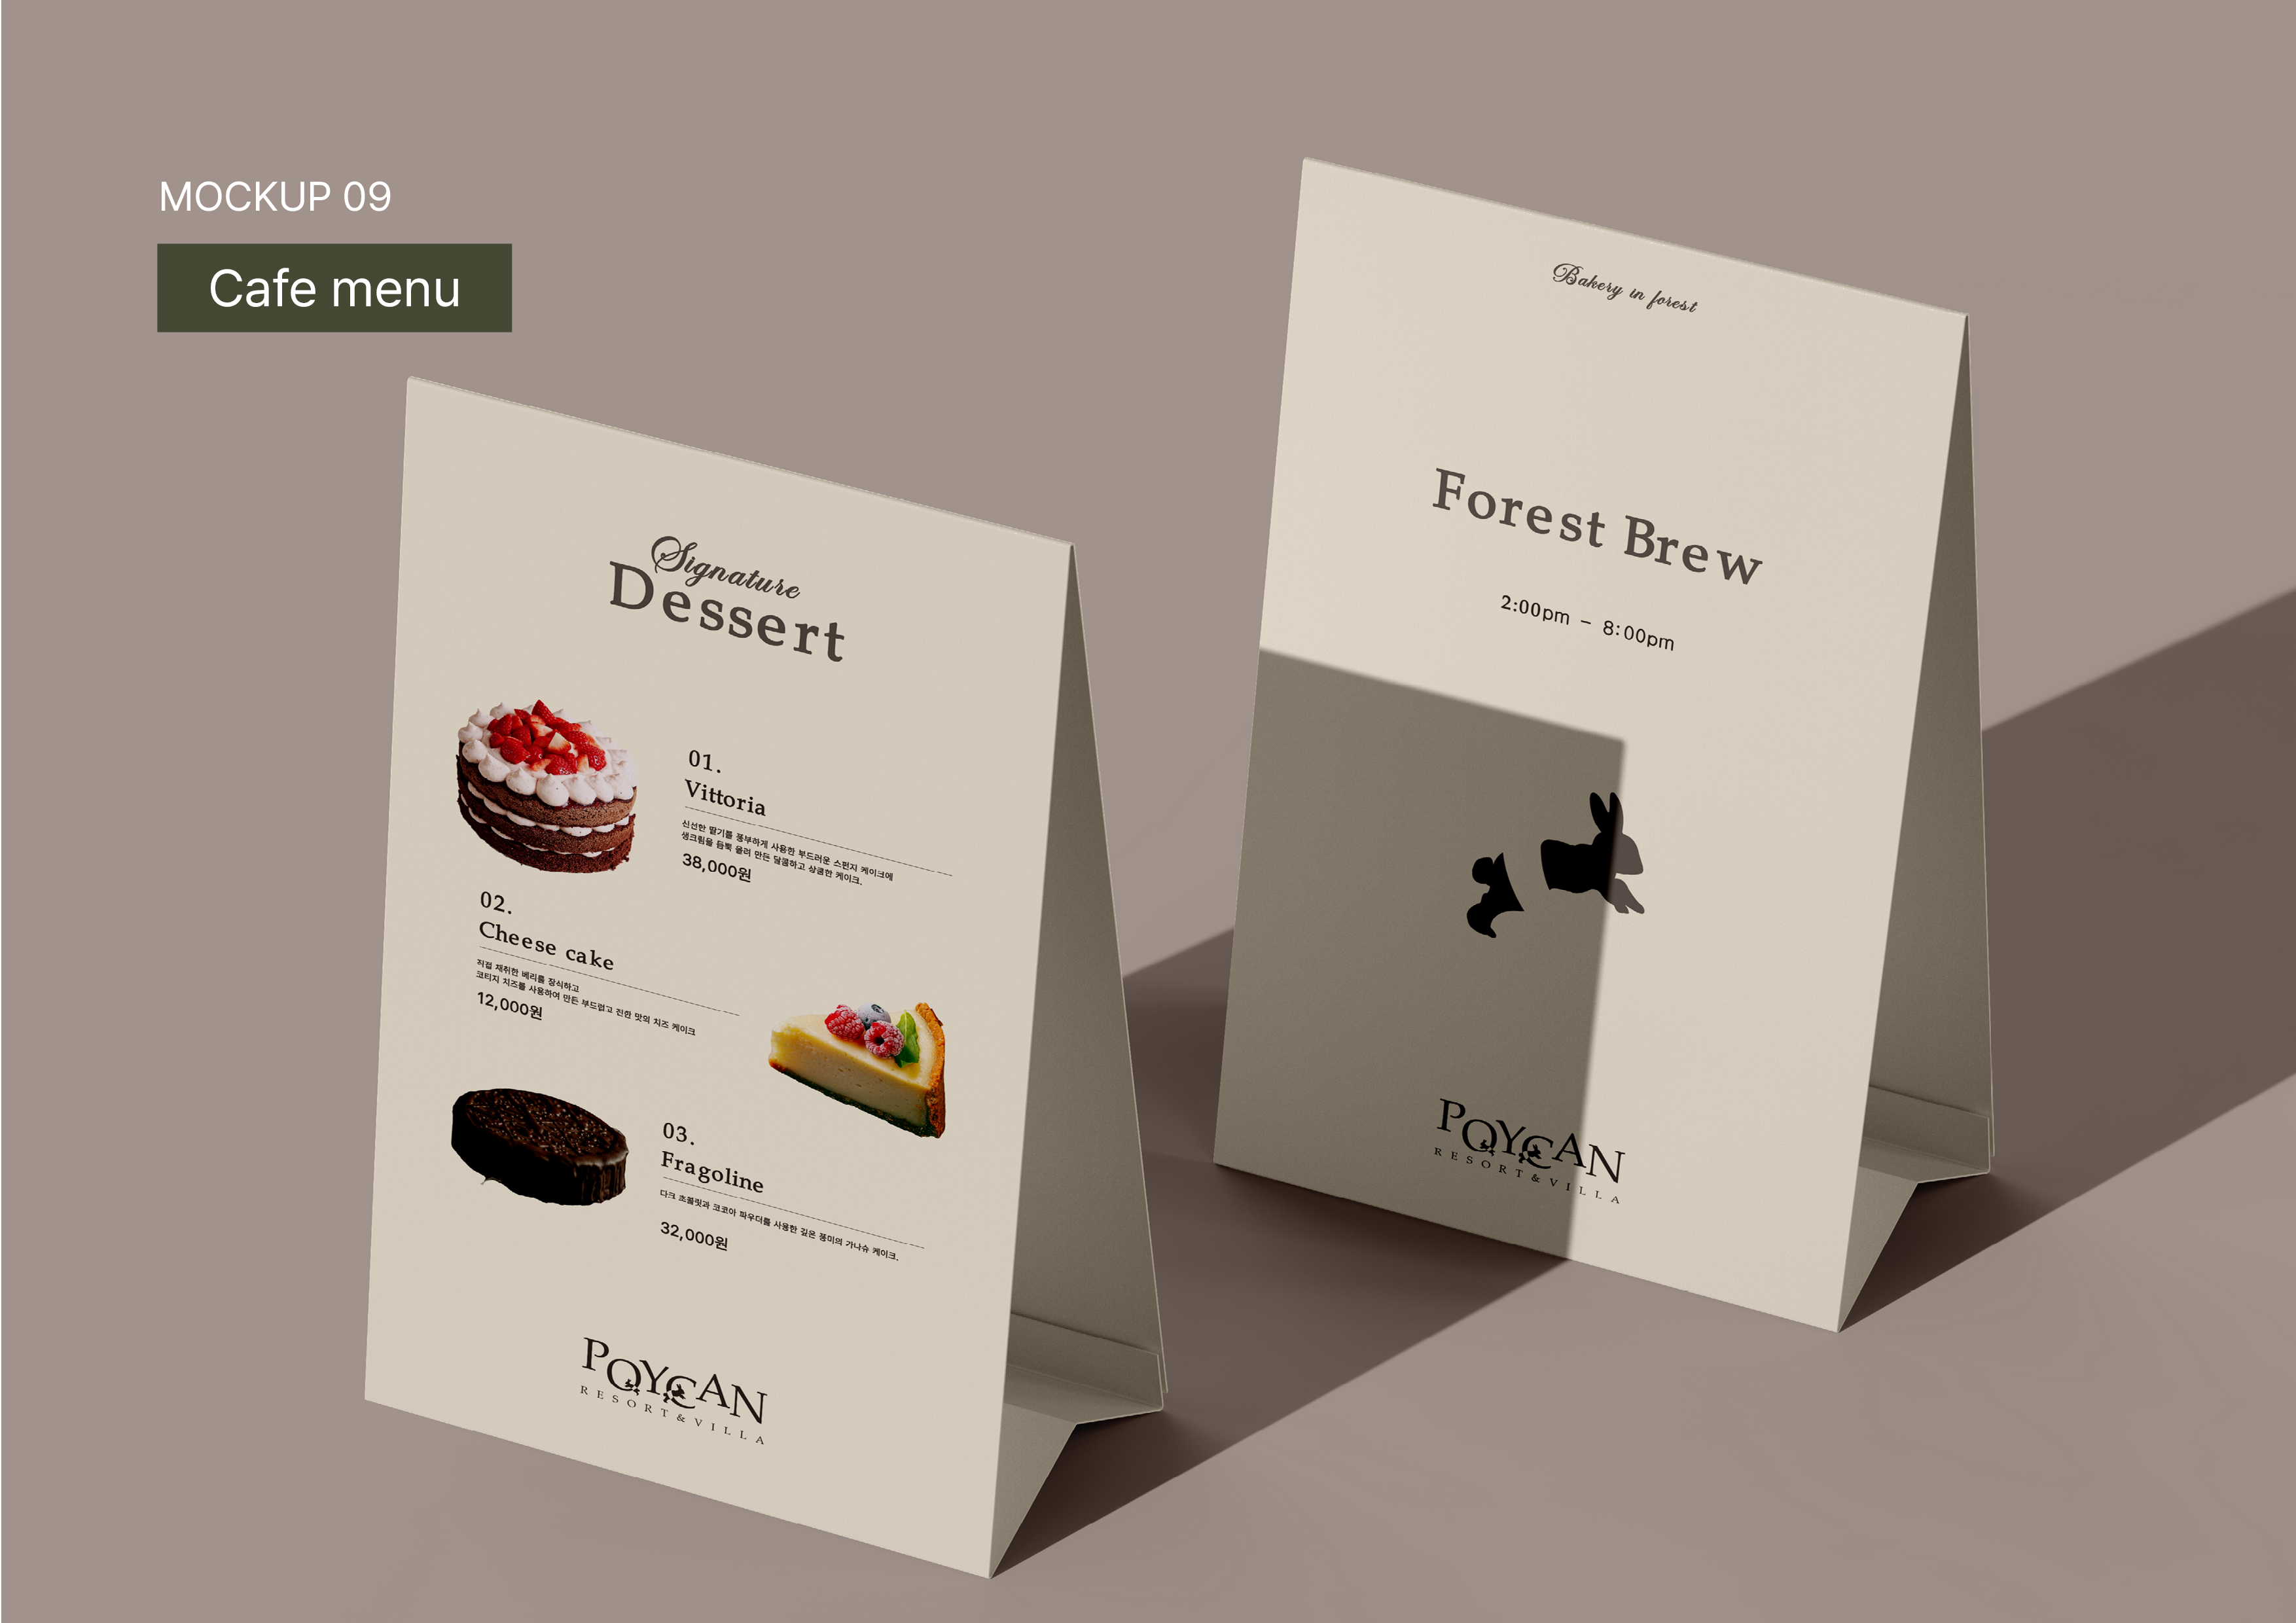 MOCKUP 09
Cafe menu
Signature
Dessert
01.
Vittoria
신선한 딸기를 풍부하게 사용한 부드러운 스펀지 케이크에
생크림을 듬뿍 올려 만든 달콤하고 상콤한 케이크.
38,000원
02.
Cheese cake
직접 재취한 베리를 장식하고
코티지 치즈를 사용하여 만든 부드럽고 진한 맛의 치즈 케이크
12,000원
03.
Fragoline
다크 초콜릿과 코코아 파우더를 사용한 깊은 풍미의 가나슈 케이크.
32,000원
POYCAN
RESORT & VILLA
Bakery in forest
Forest Brew
2:00pm - 8:00pm
POYCAN
RESORT & VILLA